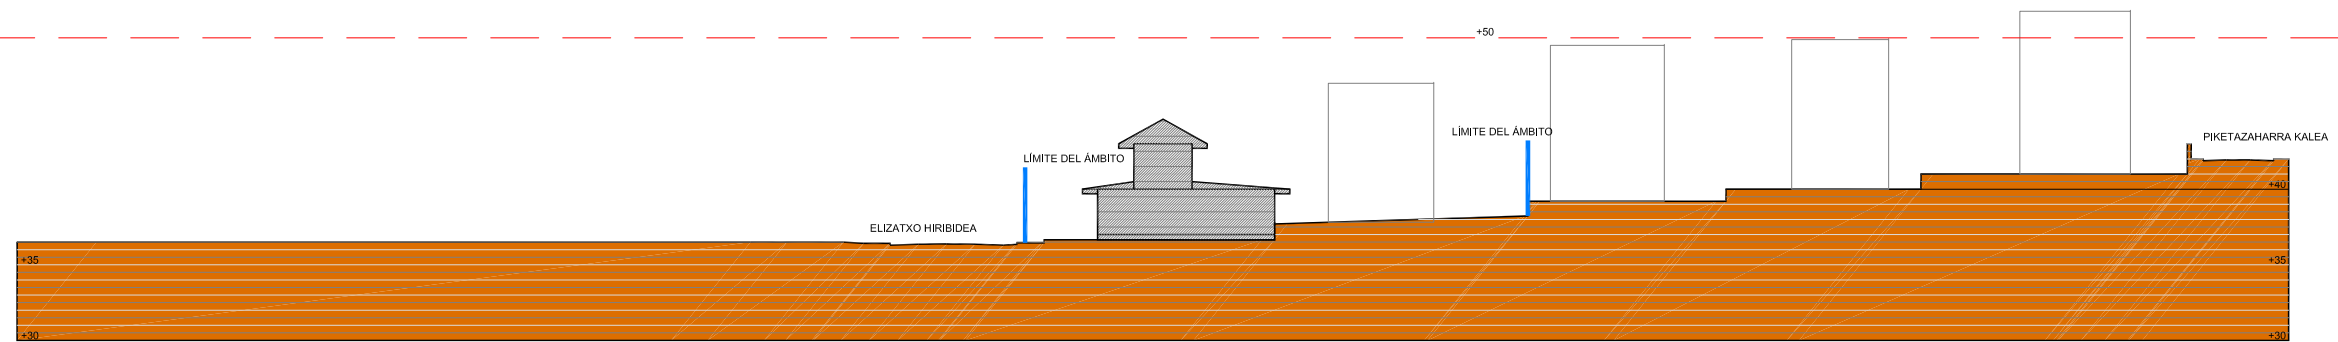 +50
LÍMITE DEL ÁMBITO
PIKETAZAHARRA KALEA
LÍMITE DEL ÁMBITO
+40
ELIZATXO HIRIBIDEA
+35
+35
+30
+30